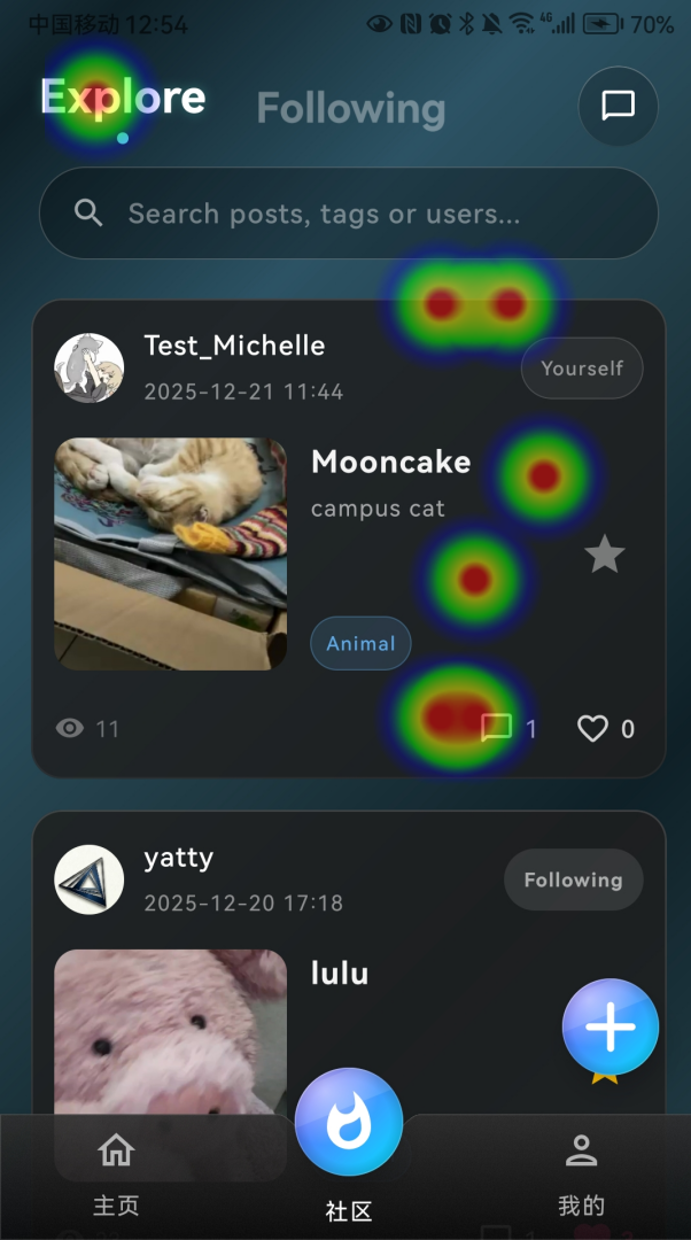 中国移动 12:54
4G
70%
Explore
Following
Search posts, tags or users...
Test_Michelle
2025-12-21 11:44
Yourself
Mooncake
campus cat
Animal
11
1
0
yatty
2025-12-20 17:18
Following
lulu
主页
社区
我的